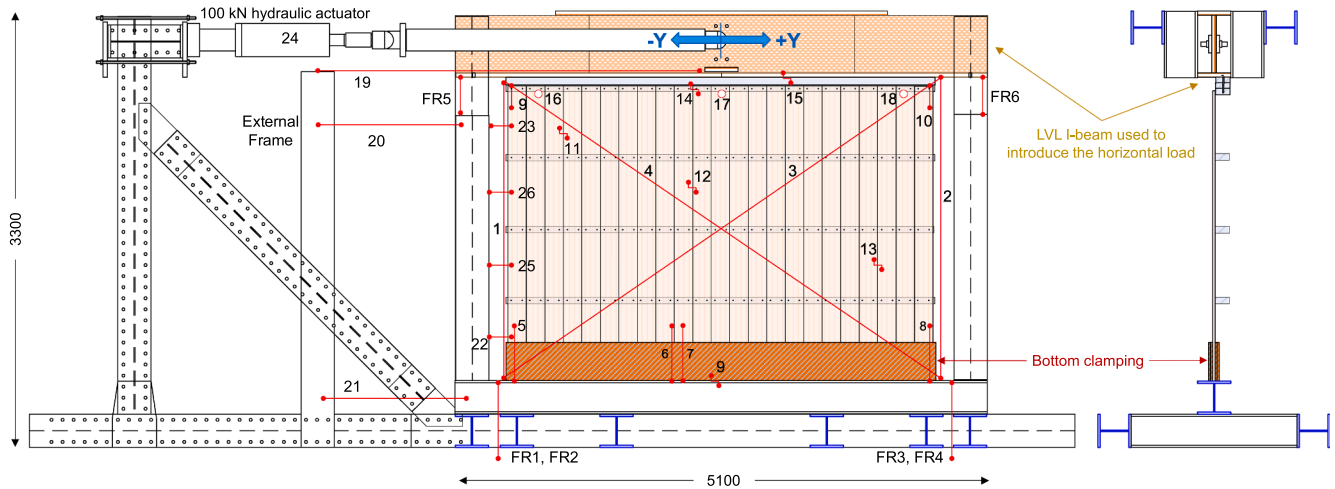 100 kN hydraulic actuator
24
-Y
+Y
19
FR5
FR6
9
16
14
17
15
18
10
External
Frame
20
23
11
LVL I-beam used to
introduce the horizontal load
4
3
12
26
2
1
3300
13
25
5
8
22
6
7
9
Bottom clamping
21
FR1, FR2
FR3, FR4
5100